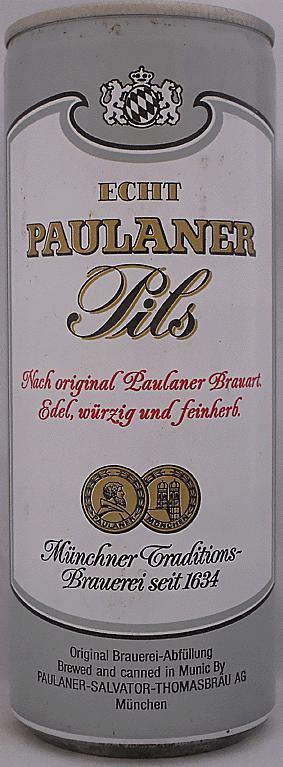 ECHT
PAULANER
Pils
Nach original Paulaner Brauart.
Edel, würzig und feinherb.
PAULANER MÜNCHEN
Münchner Traditions-
Brauerei seit 1634
Original Brauerei-Abfüllung
Brewed and canned in Munic By
PAULANER-SALVATOR-THOMASBRÄU AG
München